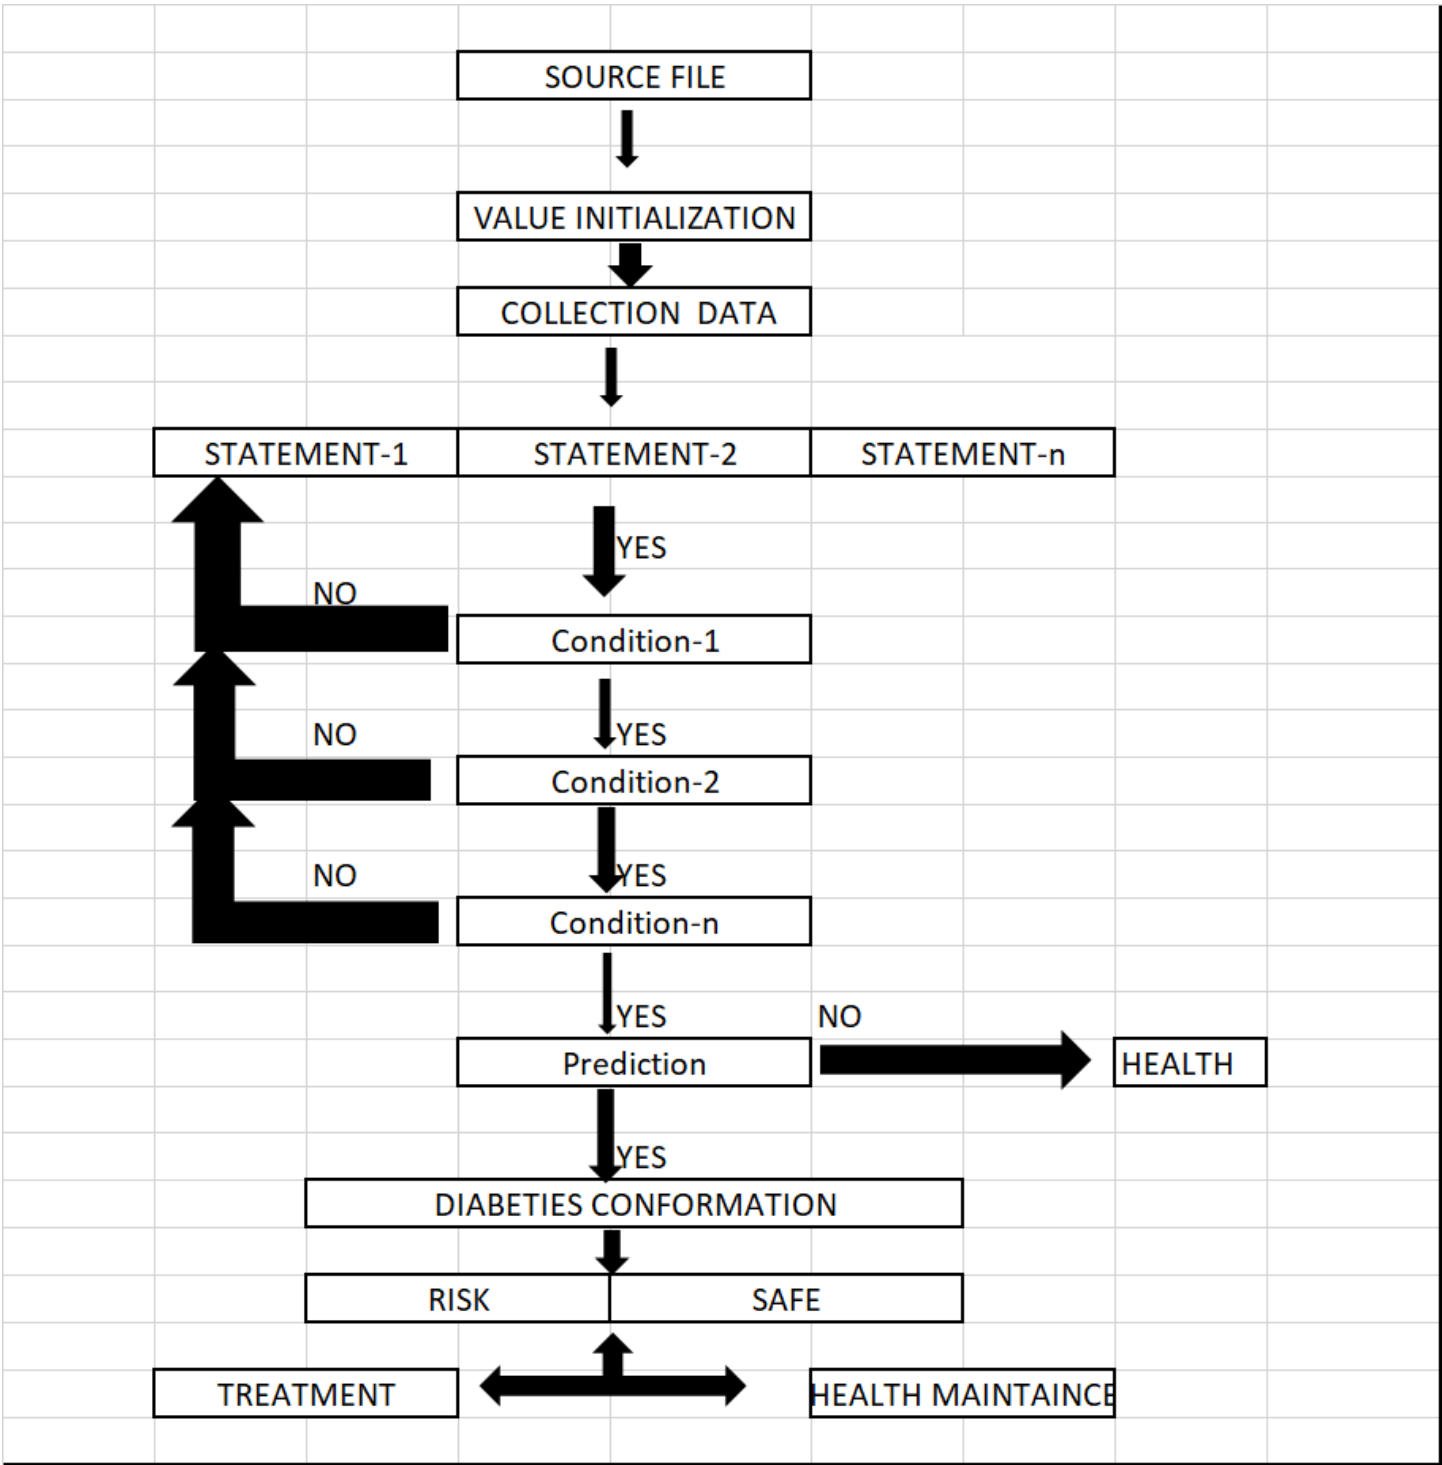 SOURCE FILE
VALUE INITIALIZATION
COLLECTION DATA
STATEMENT-1 STATEMENT-2 STATEMENT-n
YES
NO
Condition-1
NO YES
Condition-2
NO YES
Condition-n
YES NO
Prediction HEALTH
YES
DIABETIES CONFORMATION
RISK SAFE
TREATMENT HEALTH MAINTAINCE